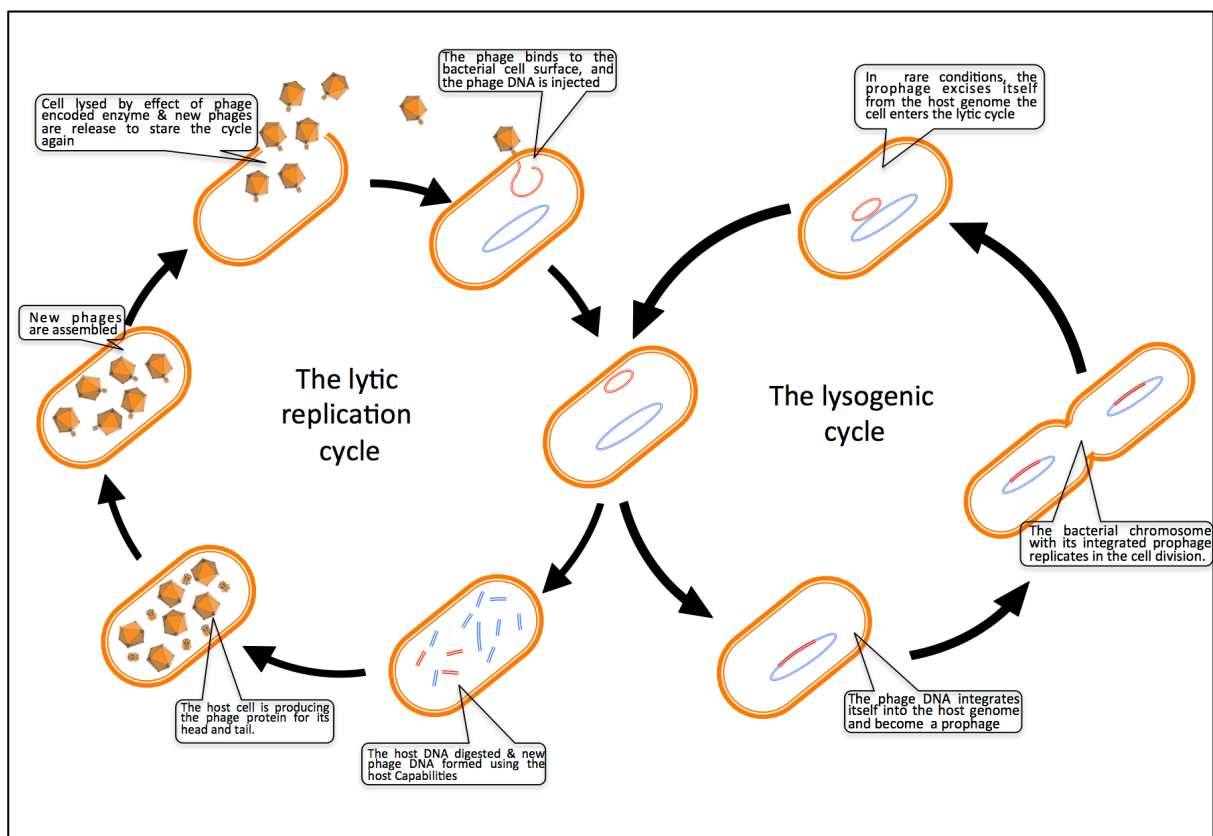 The phage binds to the
bacterial cell surface, and
the phage DNA is injected
In rare conditions, the
prophage excises itself
from the host genome the
cell enters the lytic cycle
Cell lysed by effect of phage
encoded enzyme & new phages
are release to stare the cycle
again
New phages
are assembled
The lytic
replication
cycle
The lysogenic
cycle
The bacterial chromosome
with its integrated prophage
replicates in the cell division.
The host cell is producing
the phage protein for its
head and tail.
The phage DNA integrates
itself into the host genome
and become a prophage
The host DNA digested & new
phage DNA formed using the
host Capabilities